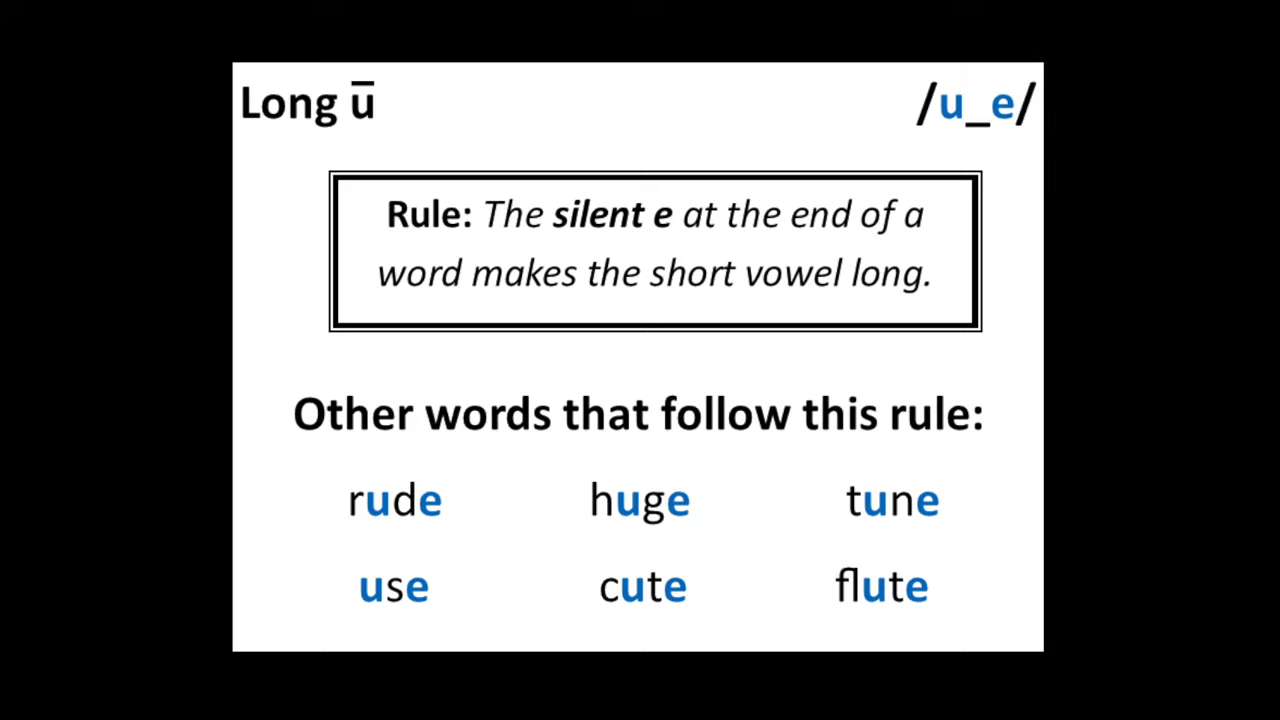 Long ū /u_e/
Rule: The silent e at the end of a
word makes the short vowel long.
Other words that follow this rule:
rude huge tune
use cute flute